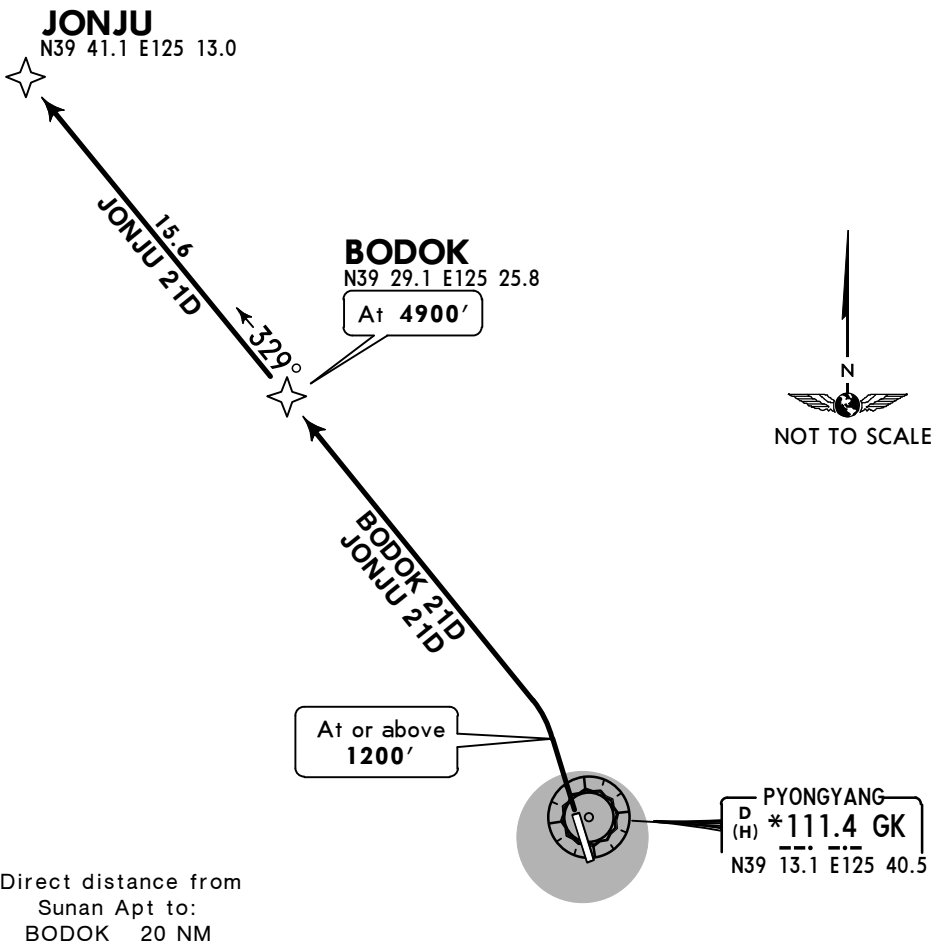 JONJU
N39 41.1 E125 13.0
15.6
JONJU 21D
BODOK
N39 29.1 E125 25.8
At 4900'
329°
N
NOT TO SCALE
BODOK 21D
JONJU 21D
At or above
1200'
PYONGYANG
D
(H) *111.4 GK
N39 13.1 E125 40.5
Direct distance from
Sunan Apt to:
BODOK 20 NM